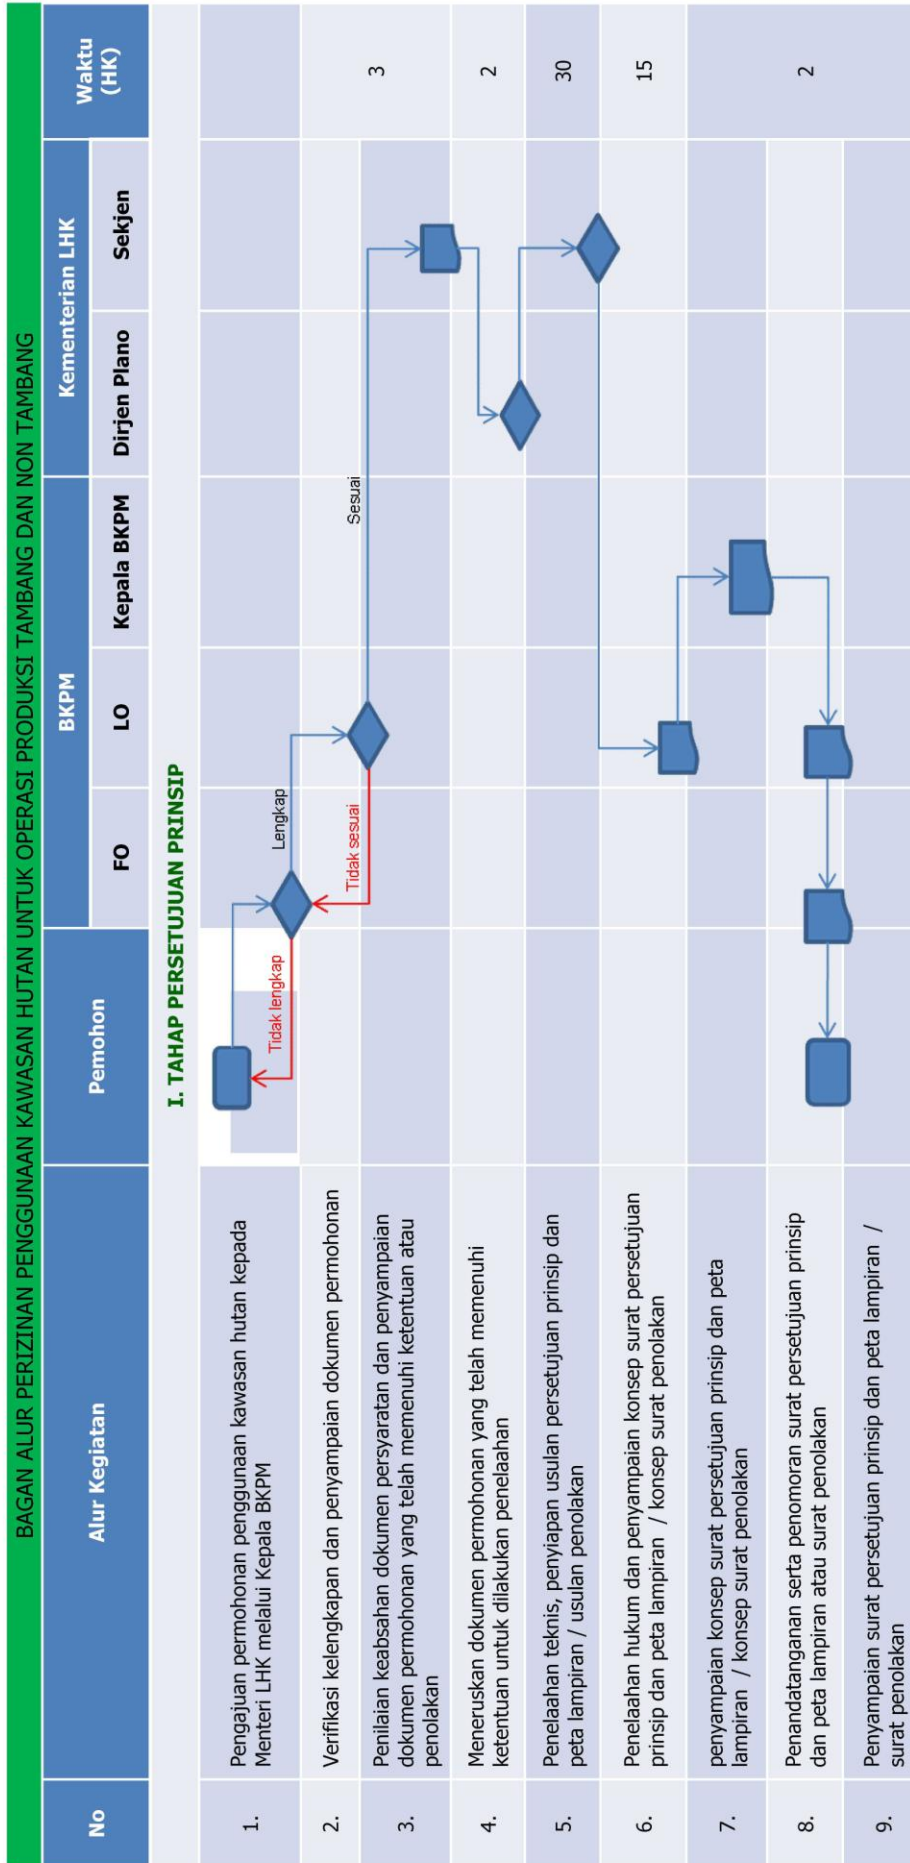 BAGAN ALUR PERIZINAN PENGGUNAAN KAWASAN HUTAN UNTUK OPERASI PRODUKSI TAMBANG DAN NON TAMBANG
No
Alur Kegiatan
Pemohon
BKPM
Kementerian LHK
Waktu
(HK)
FO
LO
Kepala BKPM
Dirjen Plano
Sekjen
I. TAHAP PERSETUJUAN PRINSIP
1.
Pengajuan permohonan penggunaan kawasan hutan kepada
Menteri LHK melalui Kepala BKPM
Tidak lengkap
Lengkap
2.
Verifikasi kelengkapan dan penyampaian dokumen permohonan
Tidak sesuai
Sesuai
3.
Penilaian keabsahan dokumen persyaratan dan penyampaian
dokumen permohonan yang telah memenuhi ketentuan atau
penolakan
3
4.
Meneruskan dokumen permohonan yang telah memenuhi
ketentuan untuk dilakukan penelaahan
2
5.
Penelaahan teknis, penyiapan usulan persetujuan prinsip dan
peta lampiran / usulan penolakan
30
6.
Penelaahan hukum dan penyampaian konsep surat persetujuan
prinsip dan peta lampiran  / konsep surat penolakan
15
7.
penyampaian konsep surat persetujuan prinsip dan peta
lampiran  / konsep surat penolakan
8.
Penandatanganan serta penomoran surat persetujuan prinsip
dan peta lampiran atau surat penolakan
2
9.
Penyampaian surat persetujuan prinsip dan peta lampiran  /
surat penolakan